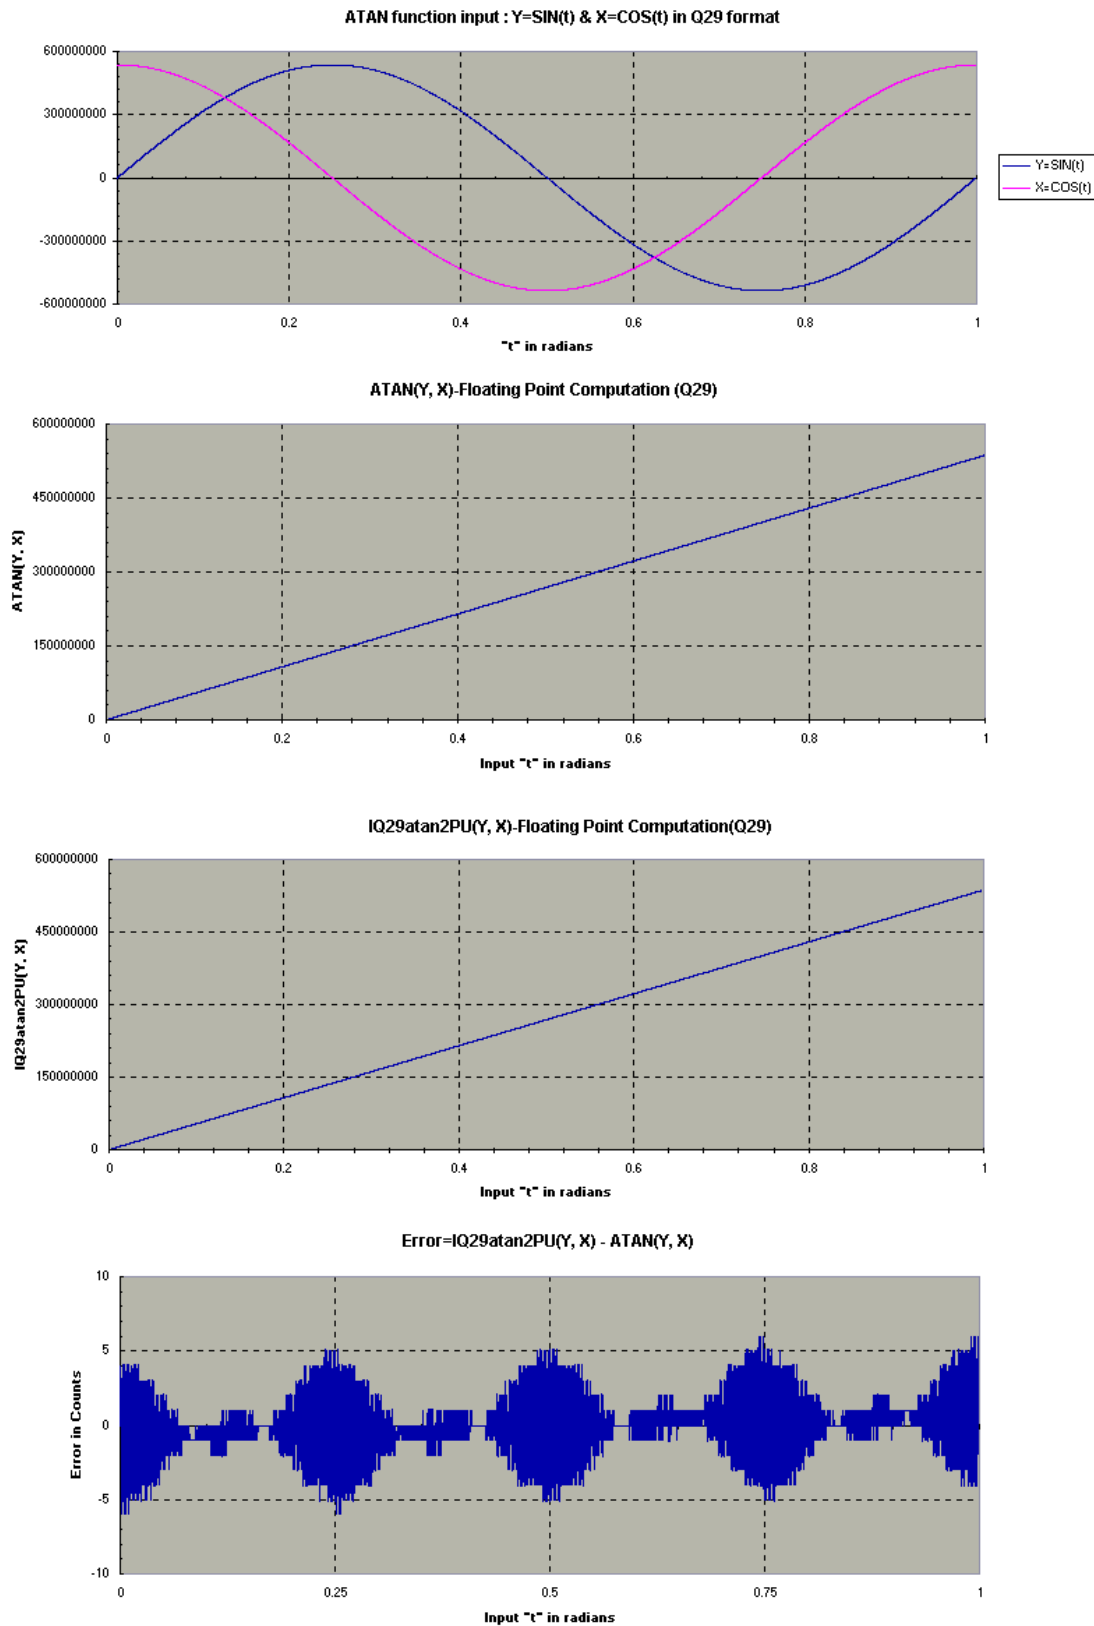 ATAN function input : Y=SIN(t) & X=COS(t) in Q29 format
600000000
300000000
0
-300000000
-600000000
0 0.2 0.4 0.6 0.8 1
"t" in radians
Y=SIN(t)
X=COS(t)
ATAN(Y, X)-Floating Point Computation (Q29)
ATAN(Y, X)
600000000
450000000
300000000
150000000
0
0 0.2 0.4 0.6 0.8 1
Input "t" in radians
IQ29atan2PU(Y, X)-Floating Point Computation(Q29)
IQ29atan2PU(Y, X)
600000000
450000000
300000000
150000000
0
0 0.2 0.4 0.6 0.8 1
Input "t" in radians
Error=IQ29atan2PU(Y, X) - ATAN(Y, X)
Error in Counts
10
5
0
-5
-10
0 0.25 0.5 0.75 1
Input "t" in radians